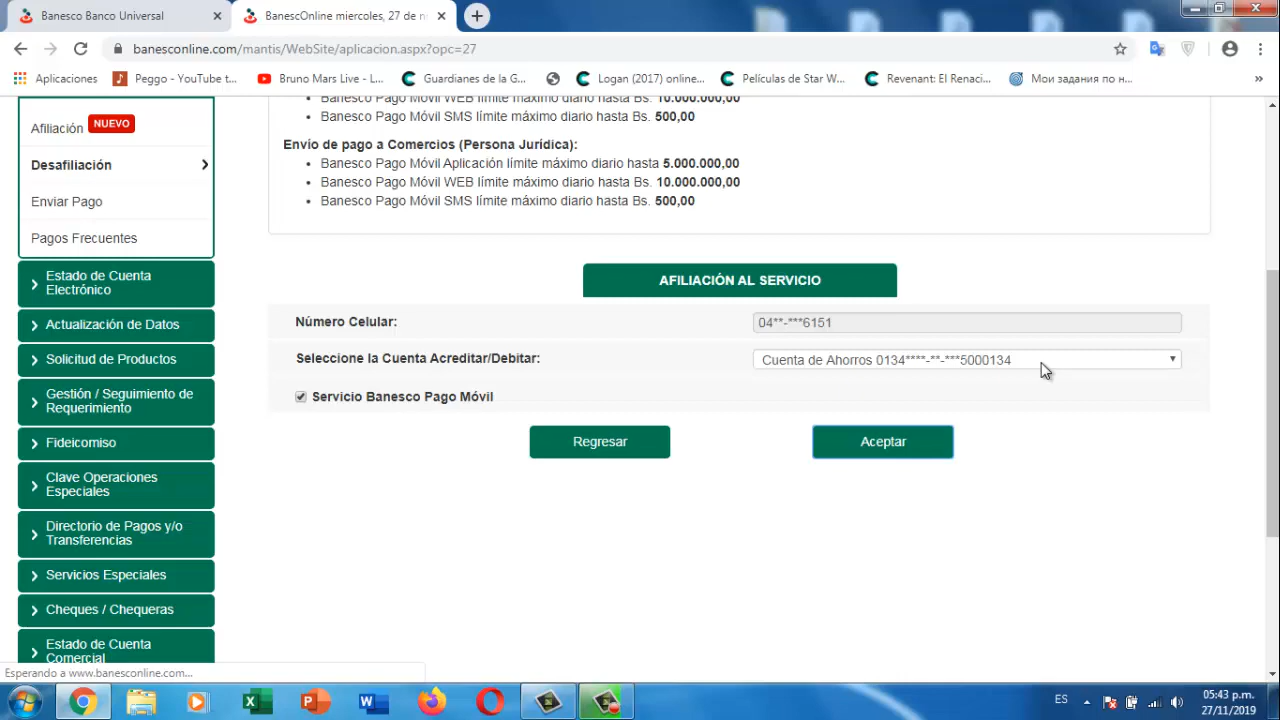 Banesco Banco Universal
BanescOnline miercoles, 27 de n
banesconline.com/mantis/WebSite/aplicacion.aspx?opc=27
Aplicaciones
Peggo - YouTube t...
Bruno Mars Live - L...
Guardianes de la G...
Logan (2017) online...
Películas de Star W...
Revenant: El Renaci...
Мои задания по н...
»
Afiliación NUEVO
Desafiliación
Enviar Pago
Pagos Frecuentes
Estado de Cuenta
Electrónico
Actualización de Datos
Solicitud de Productos
Gestión / Seguimiento de
Requerimiento
Fideicomiso
Clave Operaciones
Especiales
Directorio de Pagos y/o
Transferencias
Servicios Especiales
Cheques / Chequeras
Estado de Cuenta
Comercial
• Banesco Pago Móvil WEB límite máximo diario hasta Bs. 10.000.000,00
• Banesco Pago Móvil SMS límite máximo diario hasta Bs. 500,00
Envío de pago a Comercios (Persona Jurídica):
• Banesco Pago Móvil Aplicación límite máximo diario hasta 5.000.000,00
• Banesco Pago Móvil WEB límite máximo diario hasta Bs. 10.000.000,00
• Banesco Pago Móvil SMS límite máximo diario hasta Bs. 500,00
AFILIACIÓN AL SERVICIO
Número Celular: 04**-***6151
Seleccione la Cuenta Acreditar/Debitar: Cuenta de Ahorros 0134****-**-***5000134
Servicio Banesco Pago Móvil
Regresar
Aceptar
Esperando a www.banesconline.com...
ES
05:43 p.m.
27/11/2019